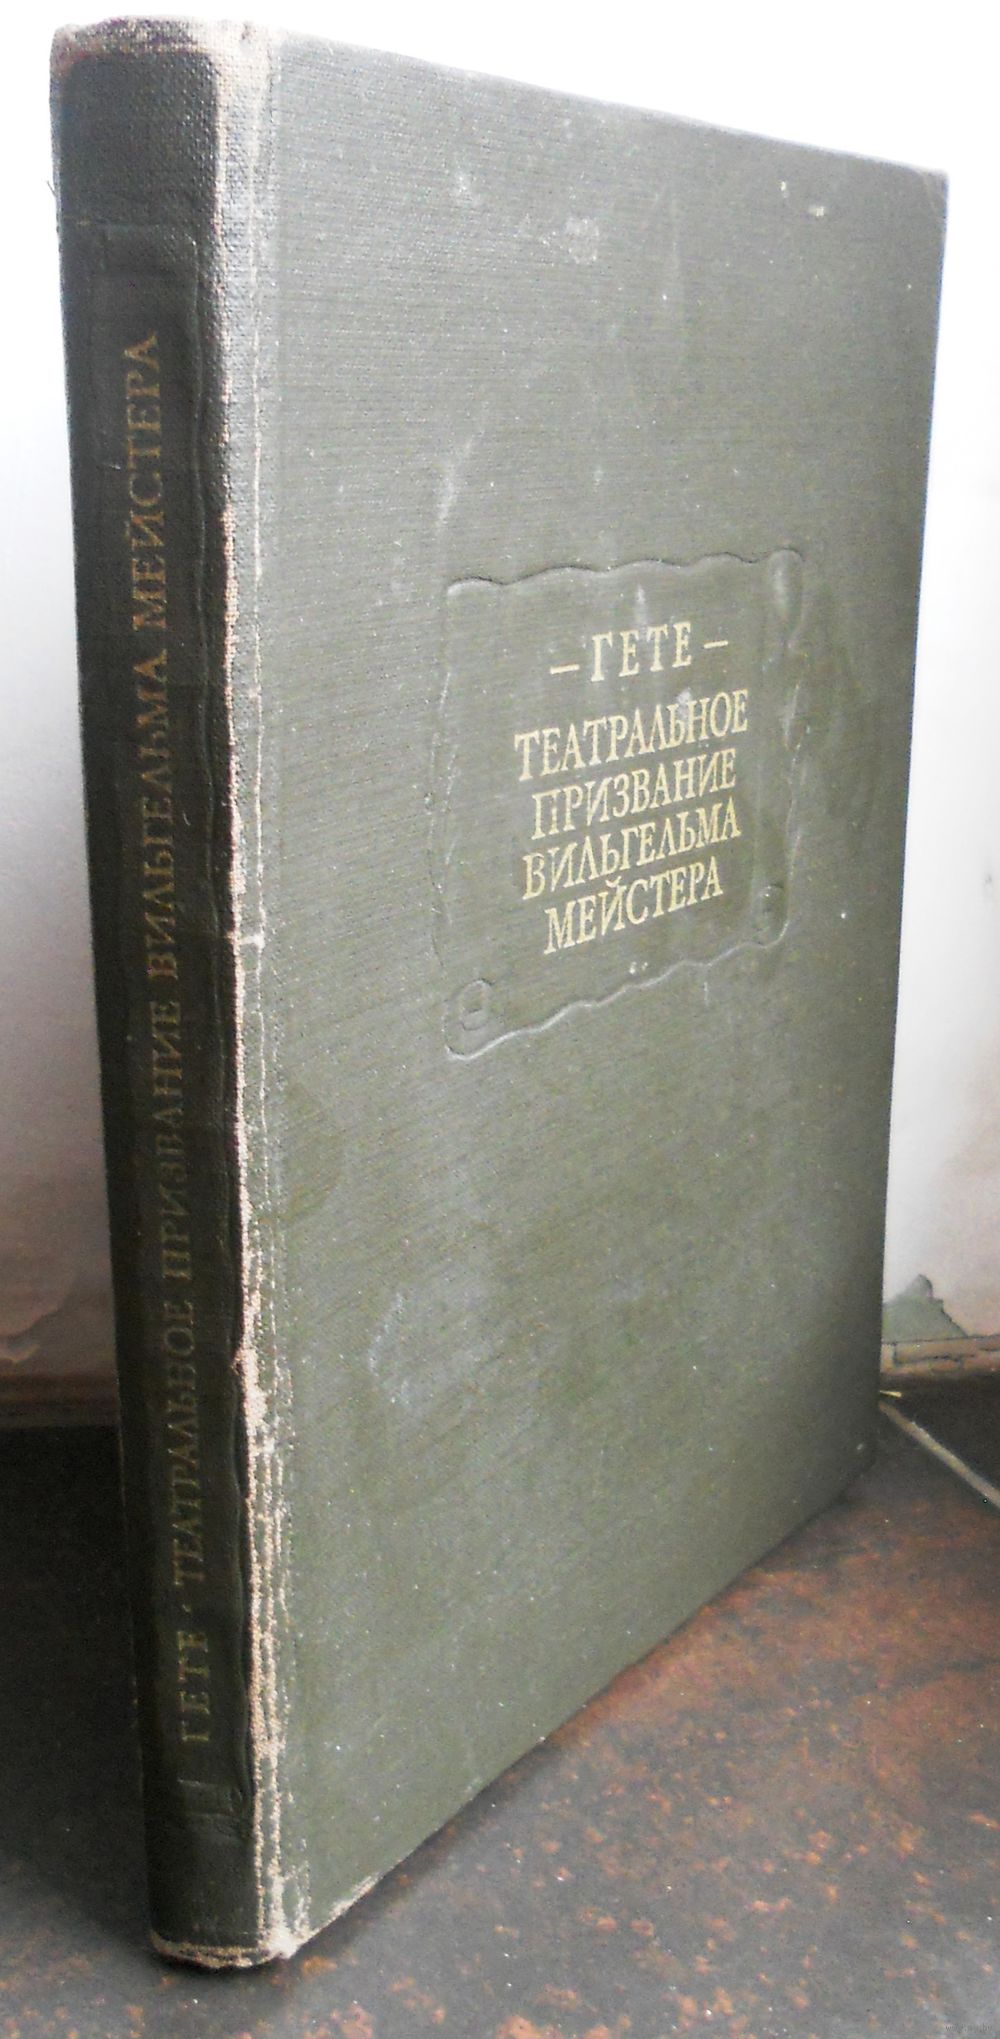 ГЕТЕ · ТЕАТРАЛЬНОЕ ПРИЗВАНИЕ ВИЛЬГЕЛЬМА МЕЙСТЕРА
– ГЕТЕ –
ТЕАТРАЛЬНОЕ
ПРИЗВАНИЕ
ВИЛЬГЕЛЬМА
МЕЙСТЕРА